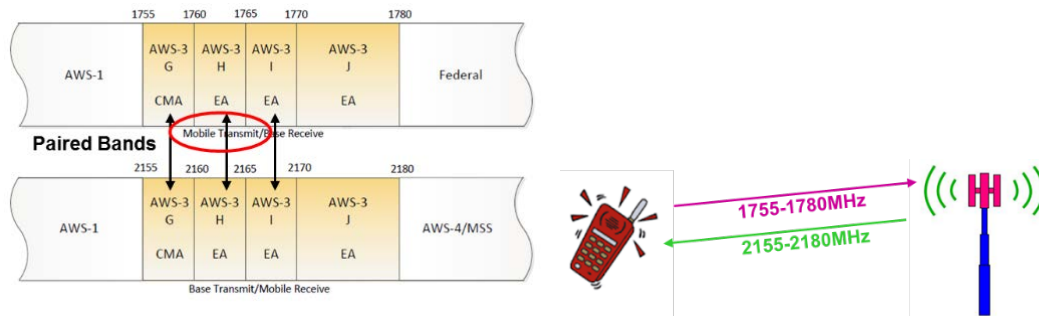 1755 1760 1765 1770 1780
AWS-1
AWS-3
G
CMA
AWS-3
H
EA
AWS-3
I
EA
AWS-3
J
EA
Federal
Mobile Transmit/Base Receive
Paired Bands
2155 2160 2165 2170 2180
AWS-1
AWS-3
G
CMA
AWS-3
H
EA
AWS-3
I
EA
AWS-3
J
EA
AWS-4/MSS
Base Transmit/Mobile Receive
1755-1780MHz
2155-2180MHz